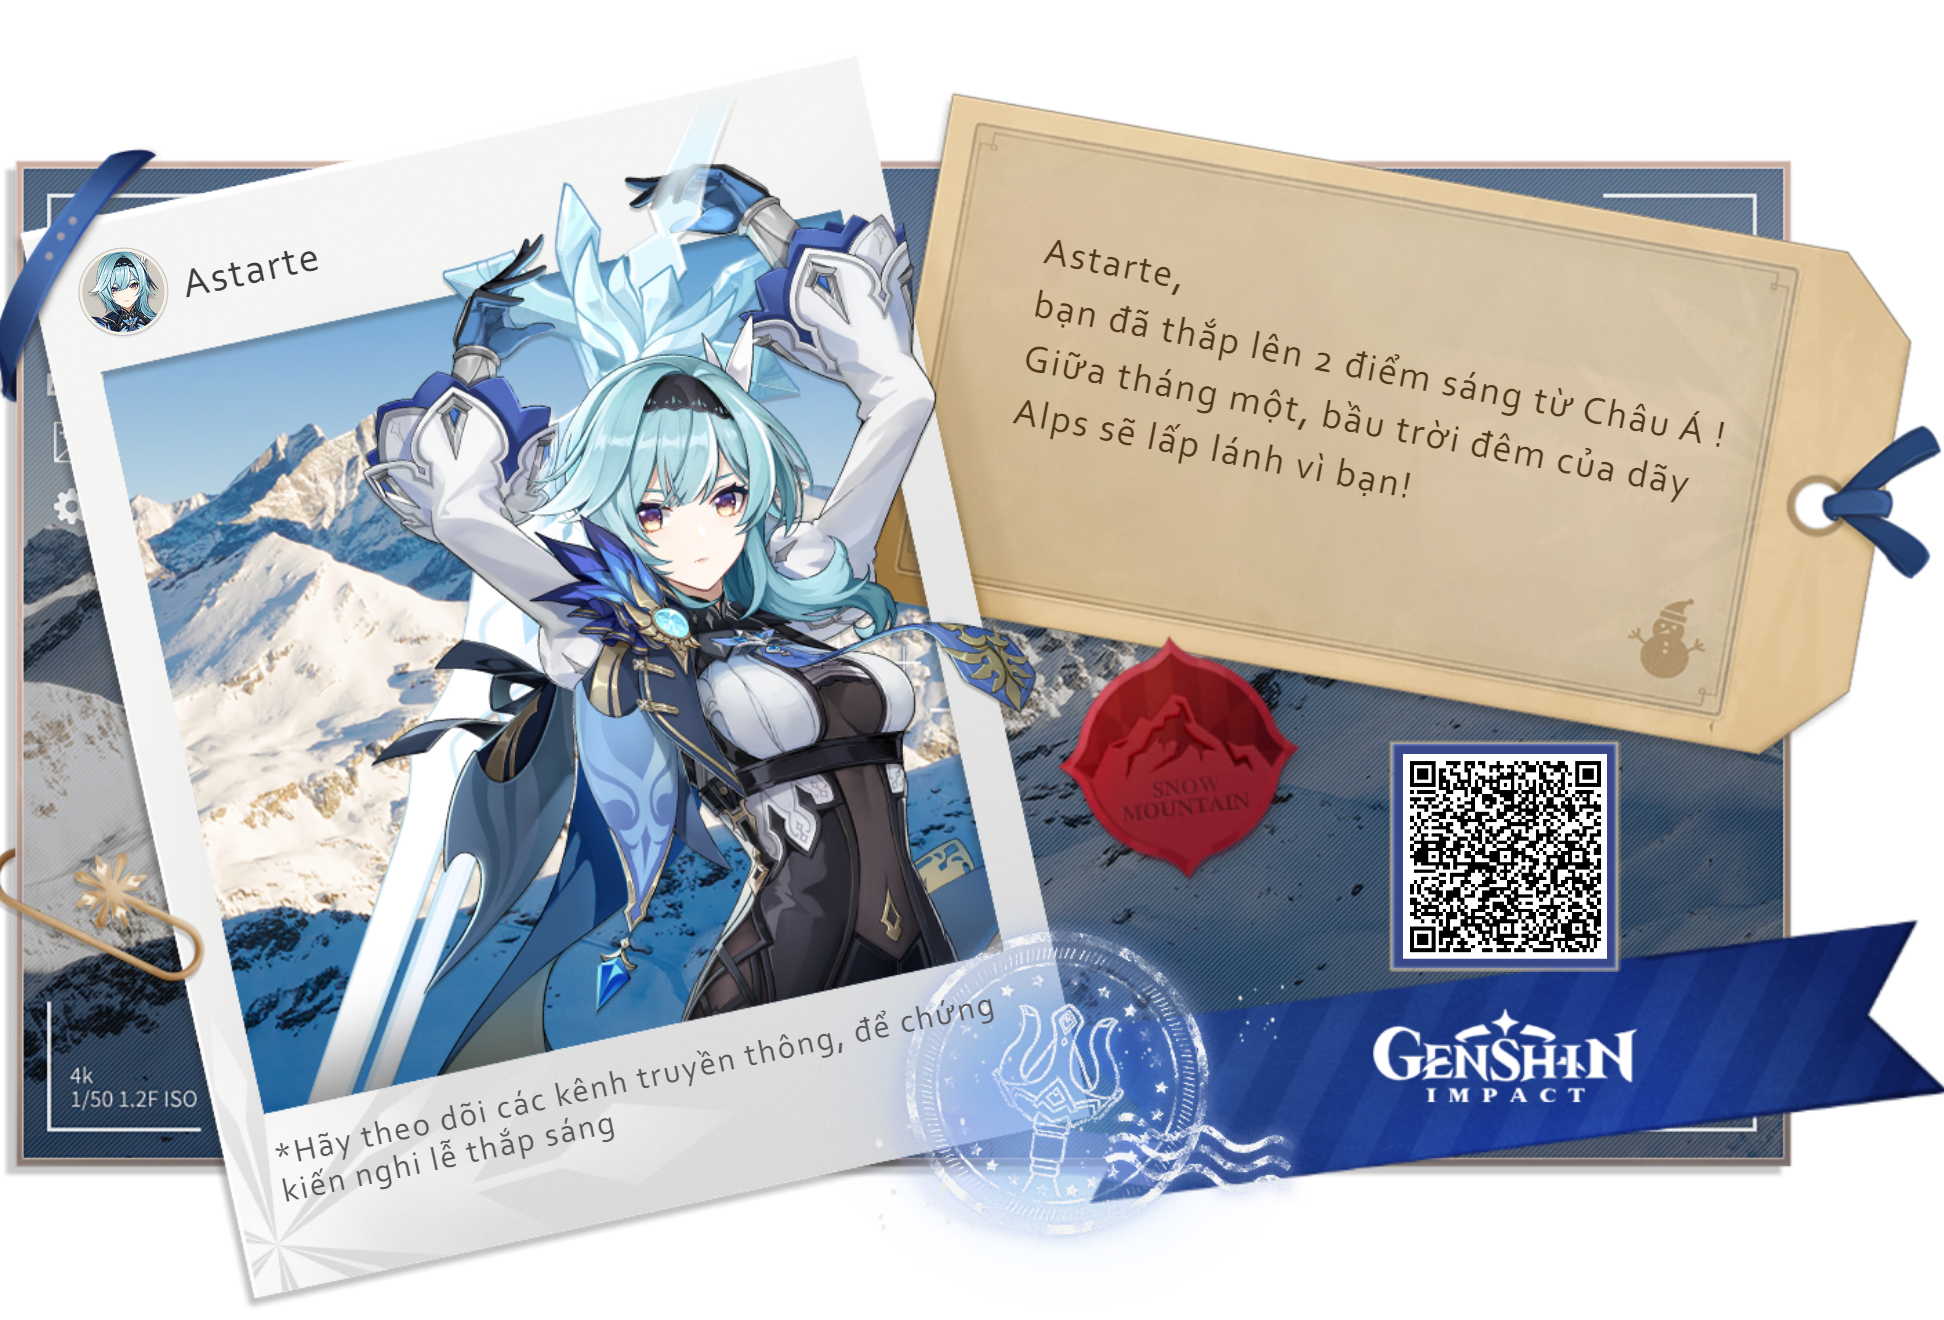 Astarte
Astarte,
bạn đã thắp lên 2 điểm sáng từ Châu Á !
Giữa tháng một, bầu trời đêm của dãy
Alps sẽ lấp lánh vì bạn!
SNOW
MOUNTAIN
4k
1/50 1.2F ISO
*Hãy theo dõi các kênh truyền thông, để chứng
kiến nghi lễ thắp sáng
GENSHIN
IMPACT